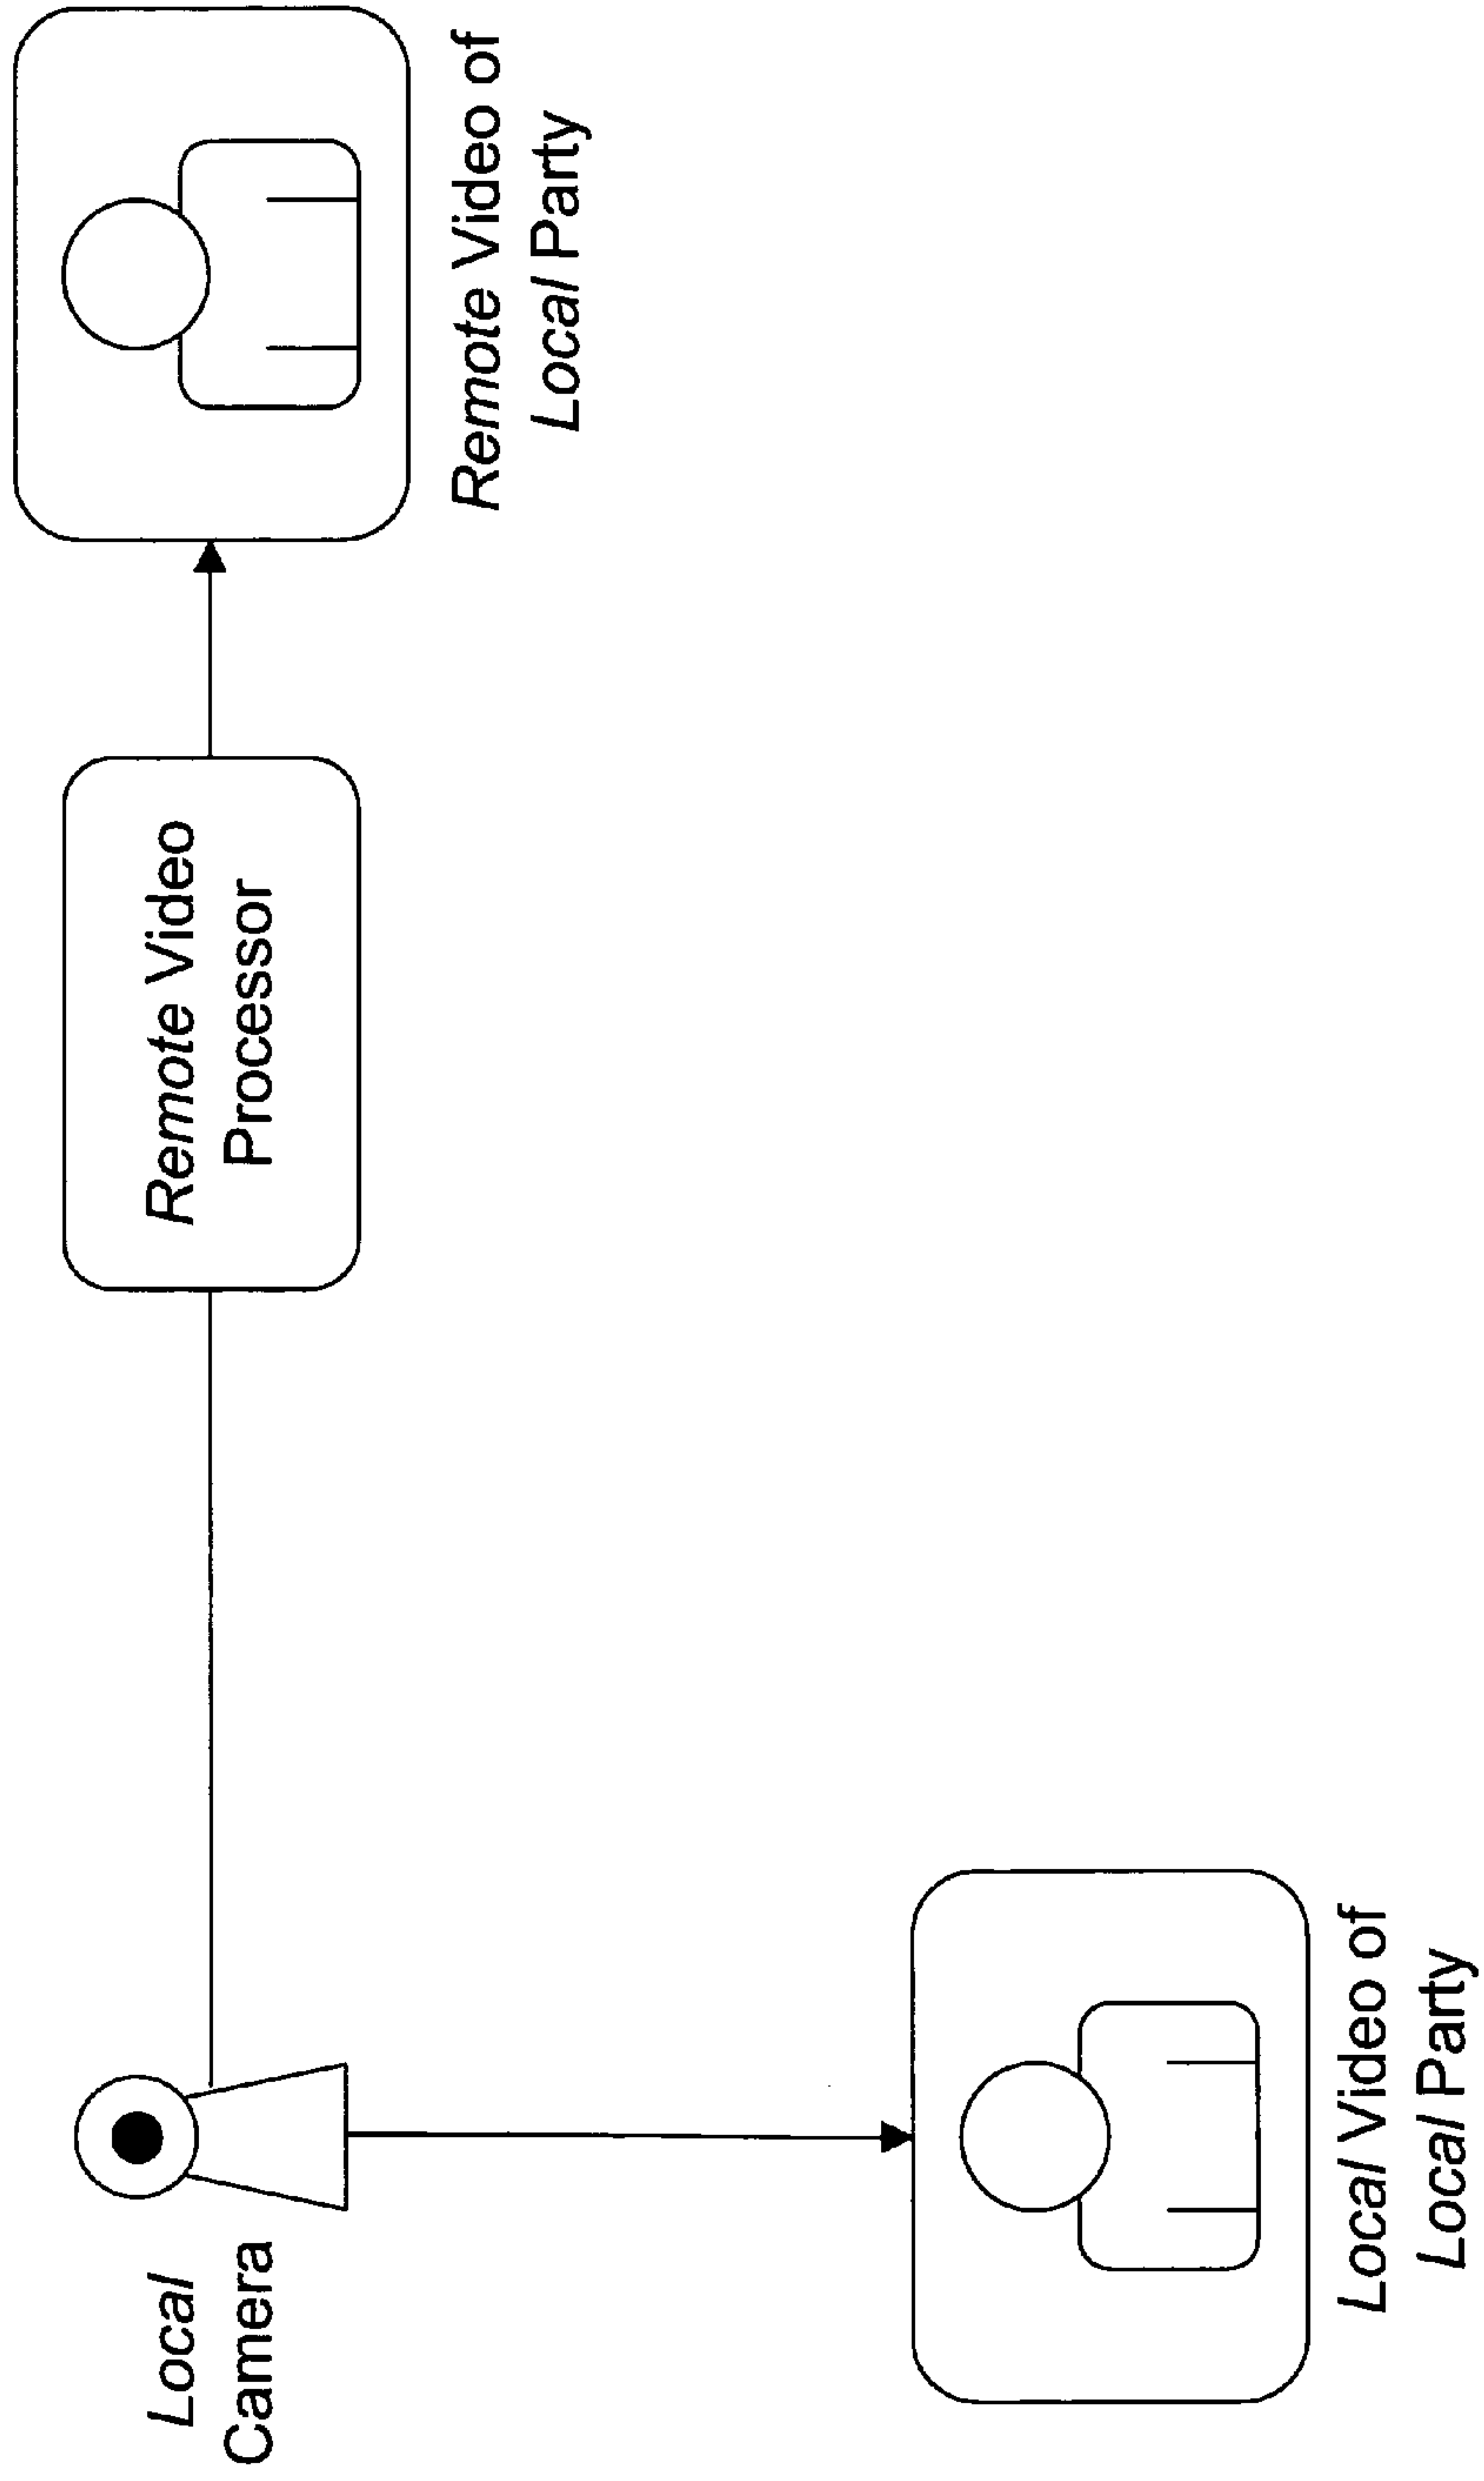 Local
Camera
Remote Video
Processor
Remote Video of
Local Party
Local Video of
Local Party